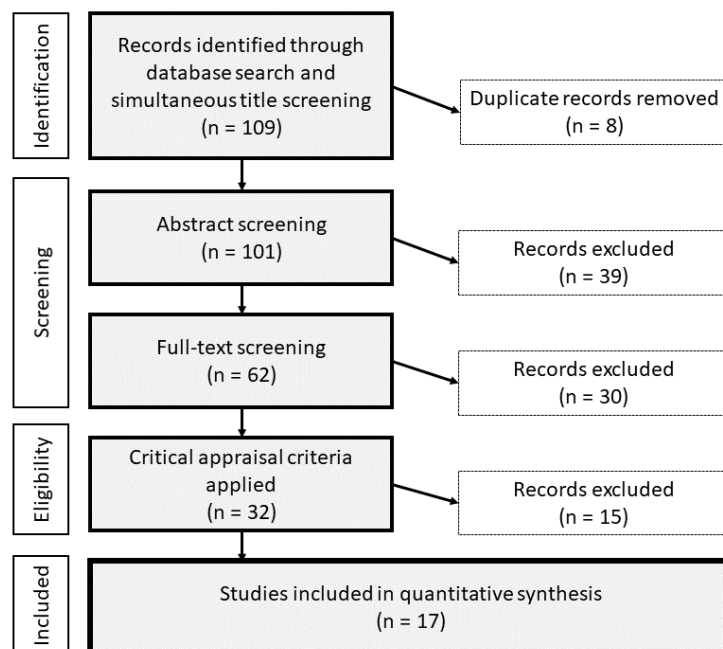 Identification
Records identified through
database search and
simultaneous title screening
(n = 109)
Duplicate records removed
(n = 8)
Screening
Abstract screening
(n = 101)
Records excluded
(n = 39)
Full-text screening
(n = 62)
Records excluded
(n = 30)
Eligibility
Critical appraisal criteria
applied
(n = 32)
Records excluded
(n = 15)
Included
Studies included in quantitative synthesis
(n = 17)